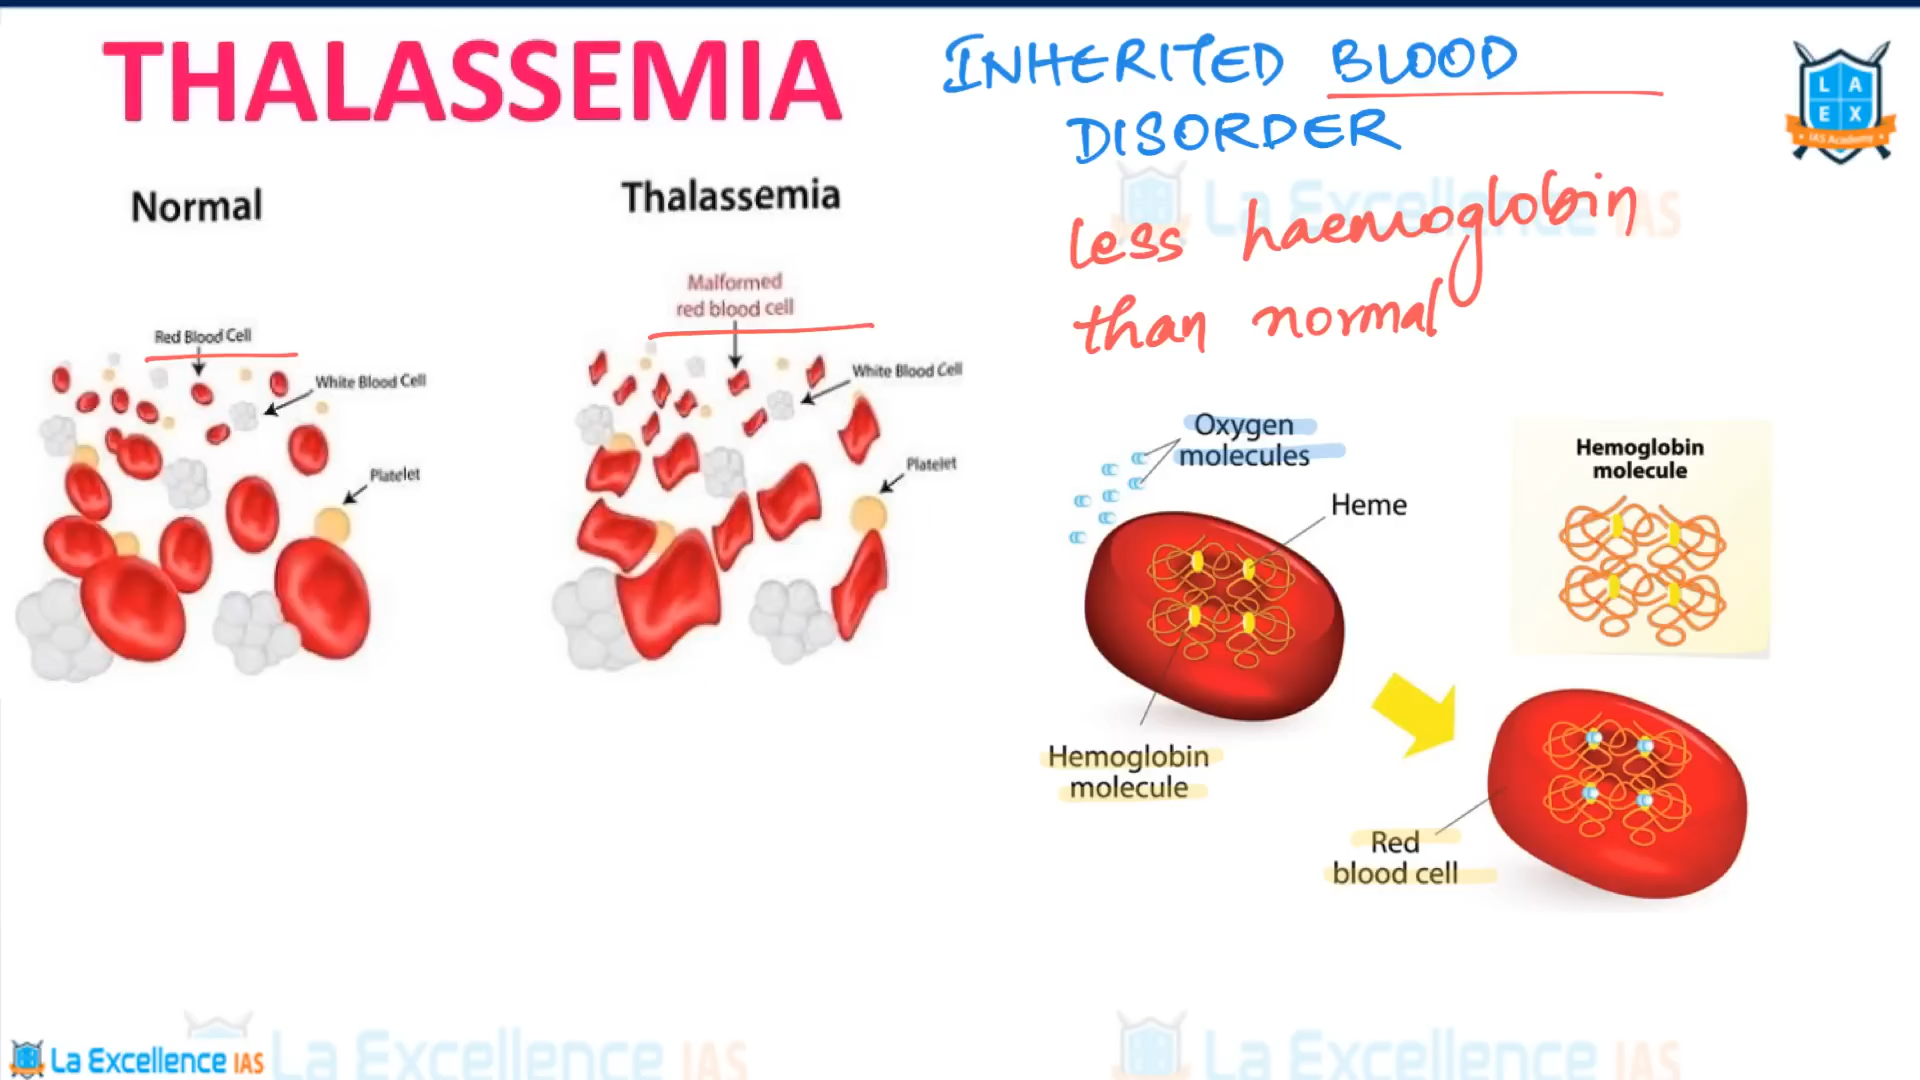 THALASSEMIA
INHERITED BLOOD
DISORDER
less haemoglobin
than normal
L A
E X
IAS Academy
La Excellence IAS
Normal
Red Blood Cell
White Blood Cell
Platelet
Thalassemia
Malformed
red blood cell
White Blood Cell
Platelet
Oxygen
molecules
Heme
Hemoglobin
molecule
Hemoglobin
molecule
Red
blood cell
La Excellence IAS
La Excellence IAS
La Excellence IAS